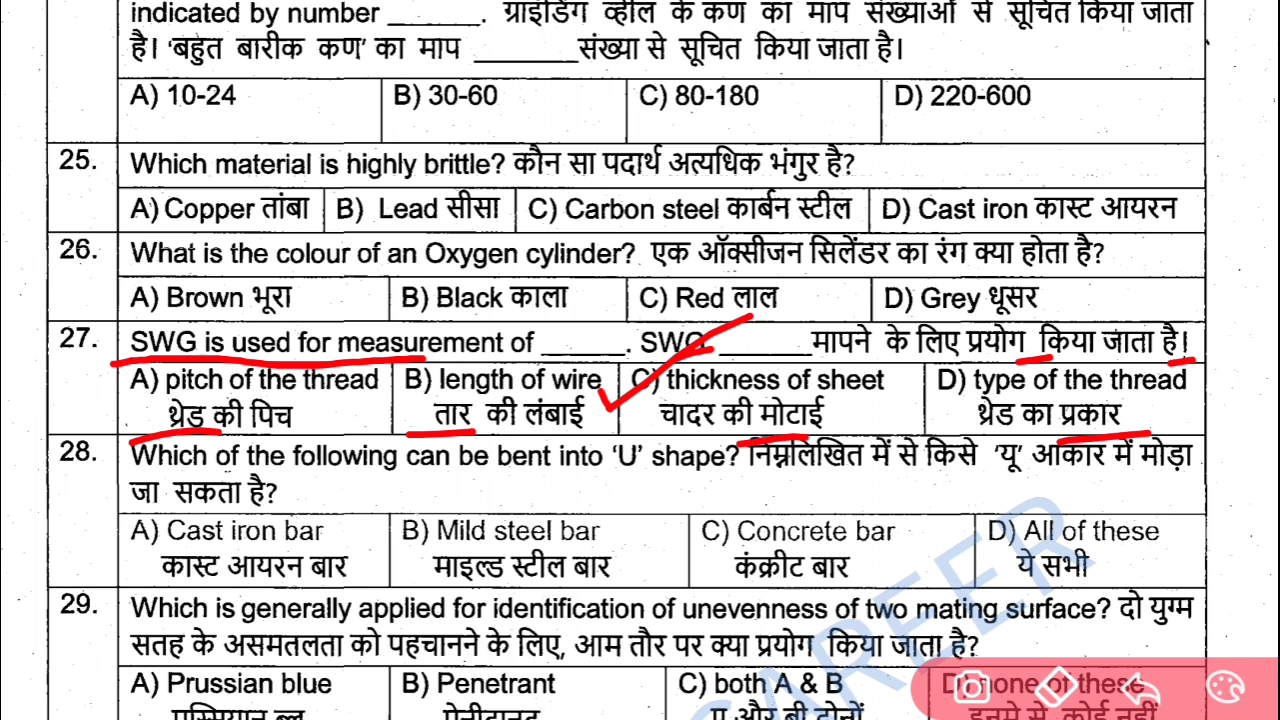 indicated by number _______. ग्राइंडिंग व्हील के कण का माप संख्याओं से सूचित किया जाता
है। 'बहुत बारीक कण' का माप _______ संख्या से सूचित किया जाता है।
A) 10-24 B) 30-60 C) 80-180 D) 220-600
25. Which material is highly brittle? कौन सा पदार्थ अत्यधिक भंगुर है?
A) Copper तांबा B) Lead सीसा C) Carbon steel कार्बन स्टील D) Cast iron कास्ट आयरन
26. What is the colour of an Oxygen cylinder? एक ऑक्सीजन सिलेंडर का रंग क्या होता है?
A) Brown भूरा B) Black काला C) Red लाल D) Grey धूसर
27. SWG is used for measurement of ______. SWG ______ मापने के लिए प्रयोग किया जाता है।
A) pitch of the thread B) length of wire C) thickness of sheet D) type of the thread
थ्रेड की पिच तार की लंबाई चादर की मोटाई थ्रेड का प्रकार
28. Which of the following can be bent into 'U' shape? निम्नलिखित में से किसे 'यू' आकार में मोड़ा
जा सकता है?
A) Cast iron bar B) Mild steel bar C) Concrete bar D) All of these
कास्ट आयरन बार माइल्ड स्टील बार कंक्रीट बार ये सभी
29. Which is generally applied for identification of unevenness of two mating surface? दो युग्म
सतह के असमतलता को पहचानने के लिए, आम तौर पर क्या प्रयोग किया जाता है?
A) Prussian blue B) Penetrant C) both A & B D) none of these
ए और बी दोनों इनमे से कोई नहीं
CAREER